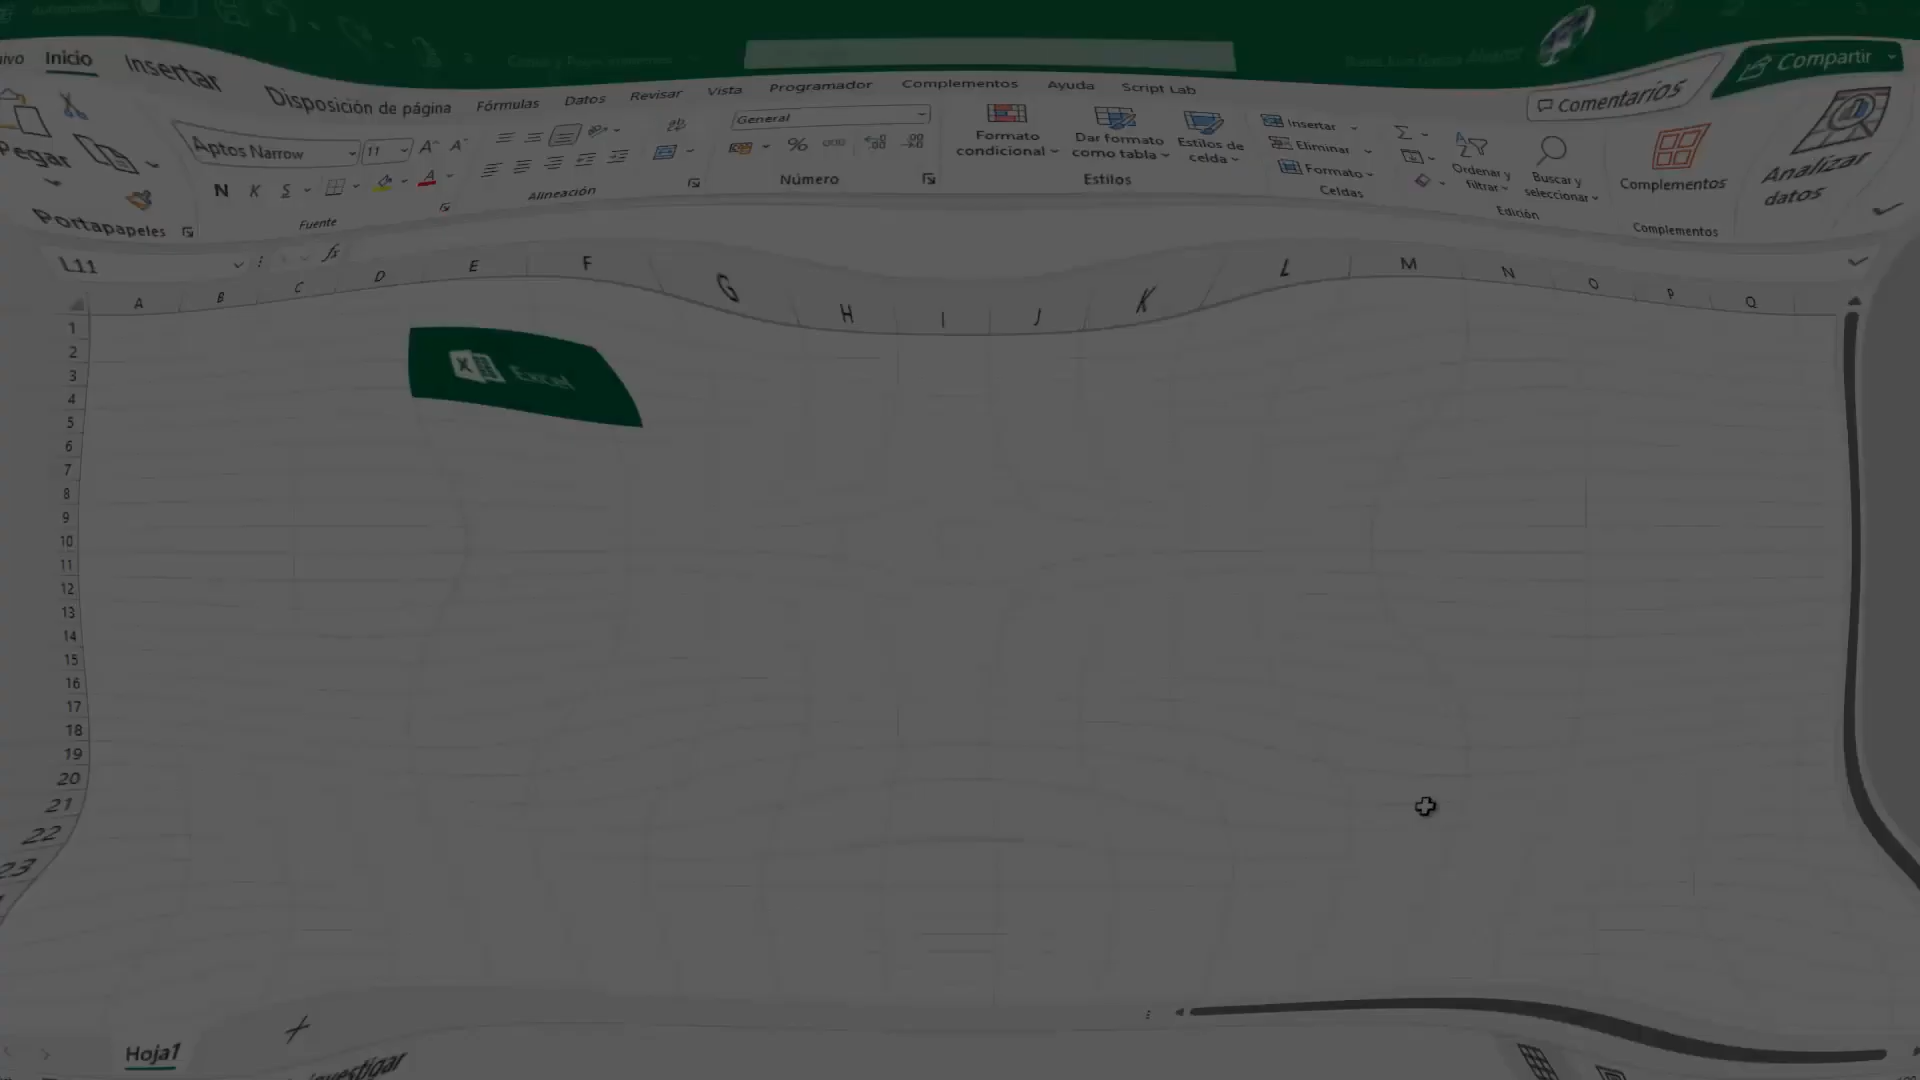 Inicio
Insertar
Disposición de página
Fórmulas
Datos
Revisar
Vista
Programador
Complementos
Ayuda
Script Lab
Comentarios
Compartir
Pegar
Portapapeles
Aptos Narrow
11
N K S
Fuente
Alineación
General
% 000
Número
Formato
condicional
Dar formato
como tabla
Estilos de
celda
Estilos
Insertar
Eliminar
Formato
Celdas
Ordenar y
filtrar
Buscar y
seleccionar
Edición
Complementos
Complementos
Analizar
datos
L11
fx
A B C D E F G H I J K L M N O P Q
1
2
3
4
5
6
7
8
9
10
11
12
13
14
15
16
17
18
19
20
21
22
23
Excel
Hoja1
investigar